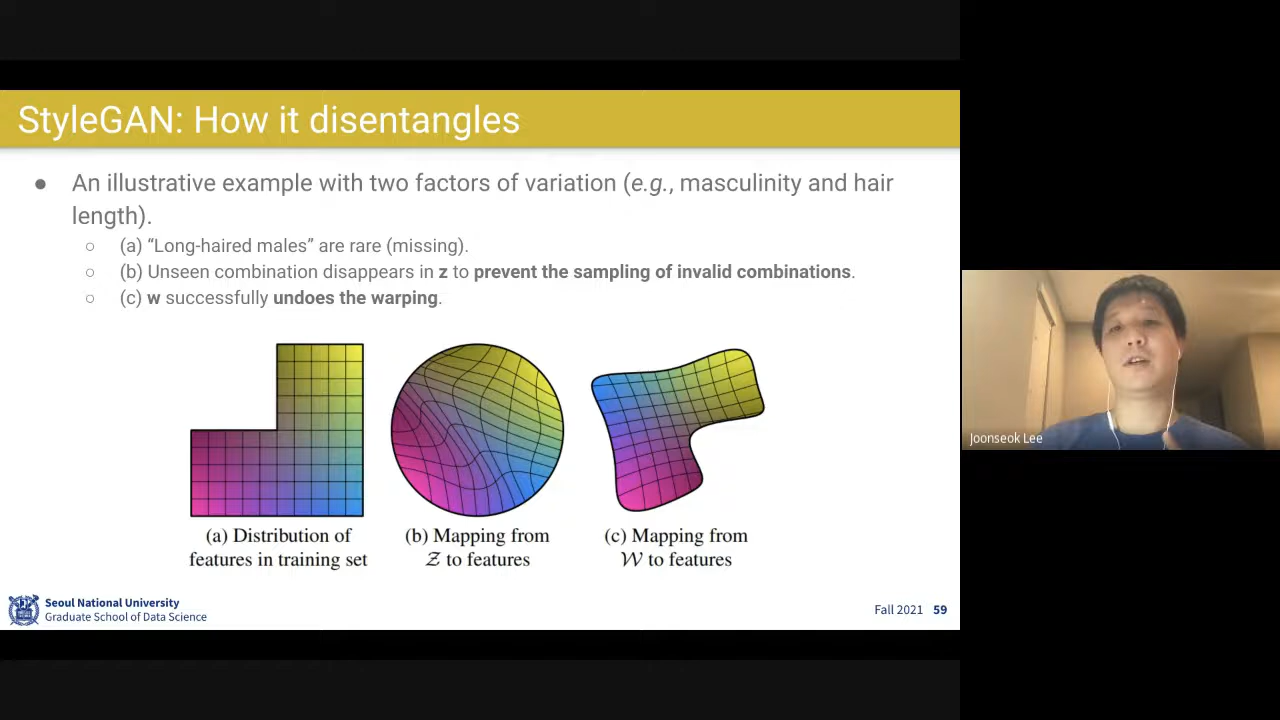 StyleGAN: How it disentangles
● An illustrative example with two factors of variation (e.g., masculinity and hair
length).
○ (a) “Long-haired males” are rare (missing).
○ (b) Unseen combination disappears in z to prevent the sampling of invalid combinations.
○ (c) w successfully undoes the warping.
(a) Distribution of
features in training set
(b) Mapping from
𝒵 to features
(c) Mapping from
𝒲 to features
Joonseok Lee
Seoul National University
Graduate School of Data Science
Fall 2021 59